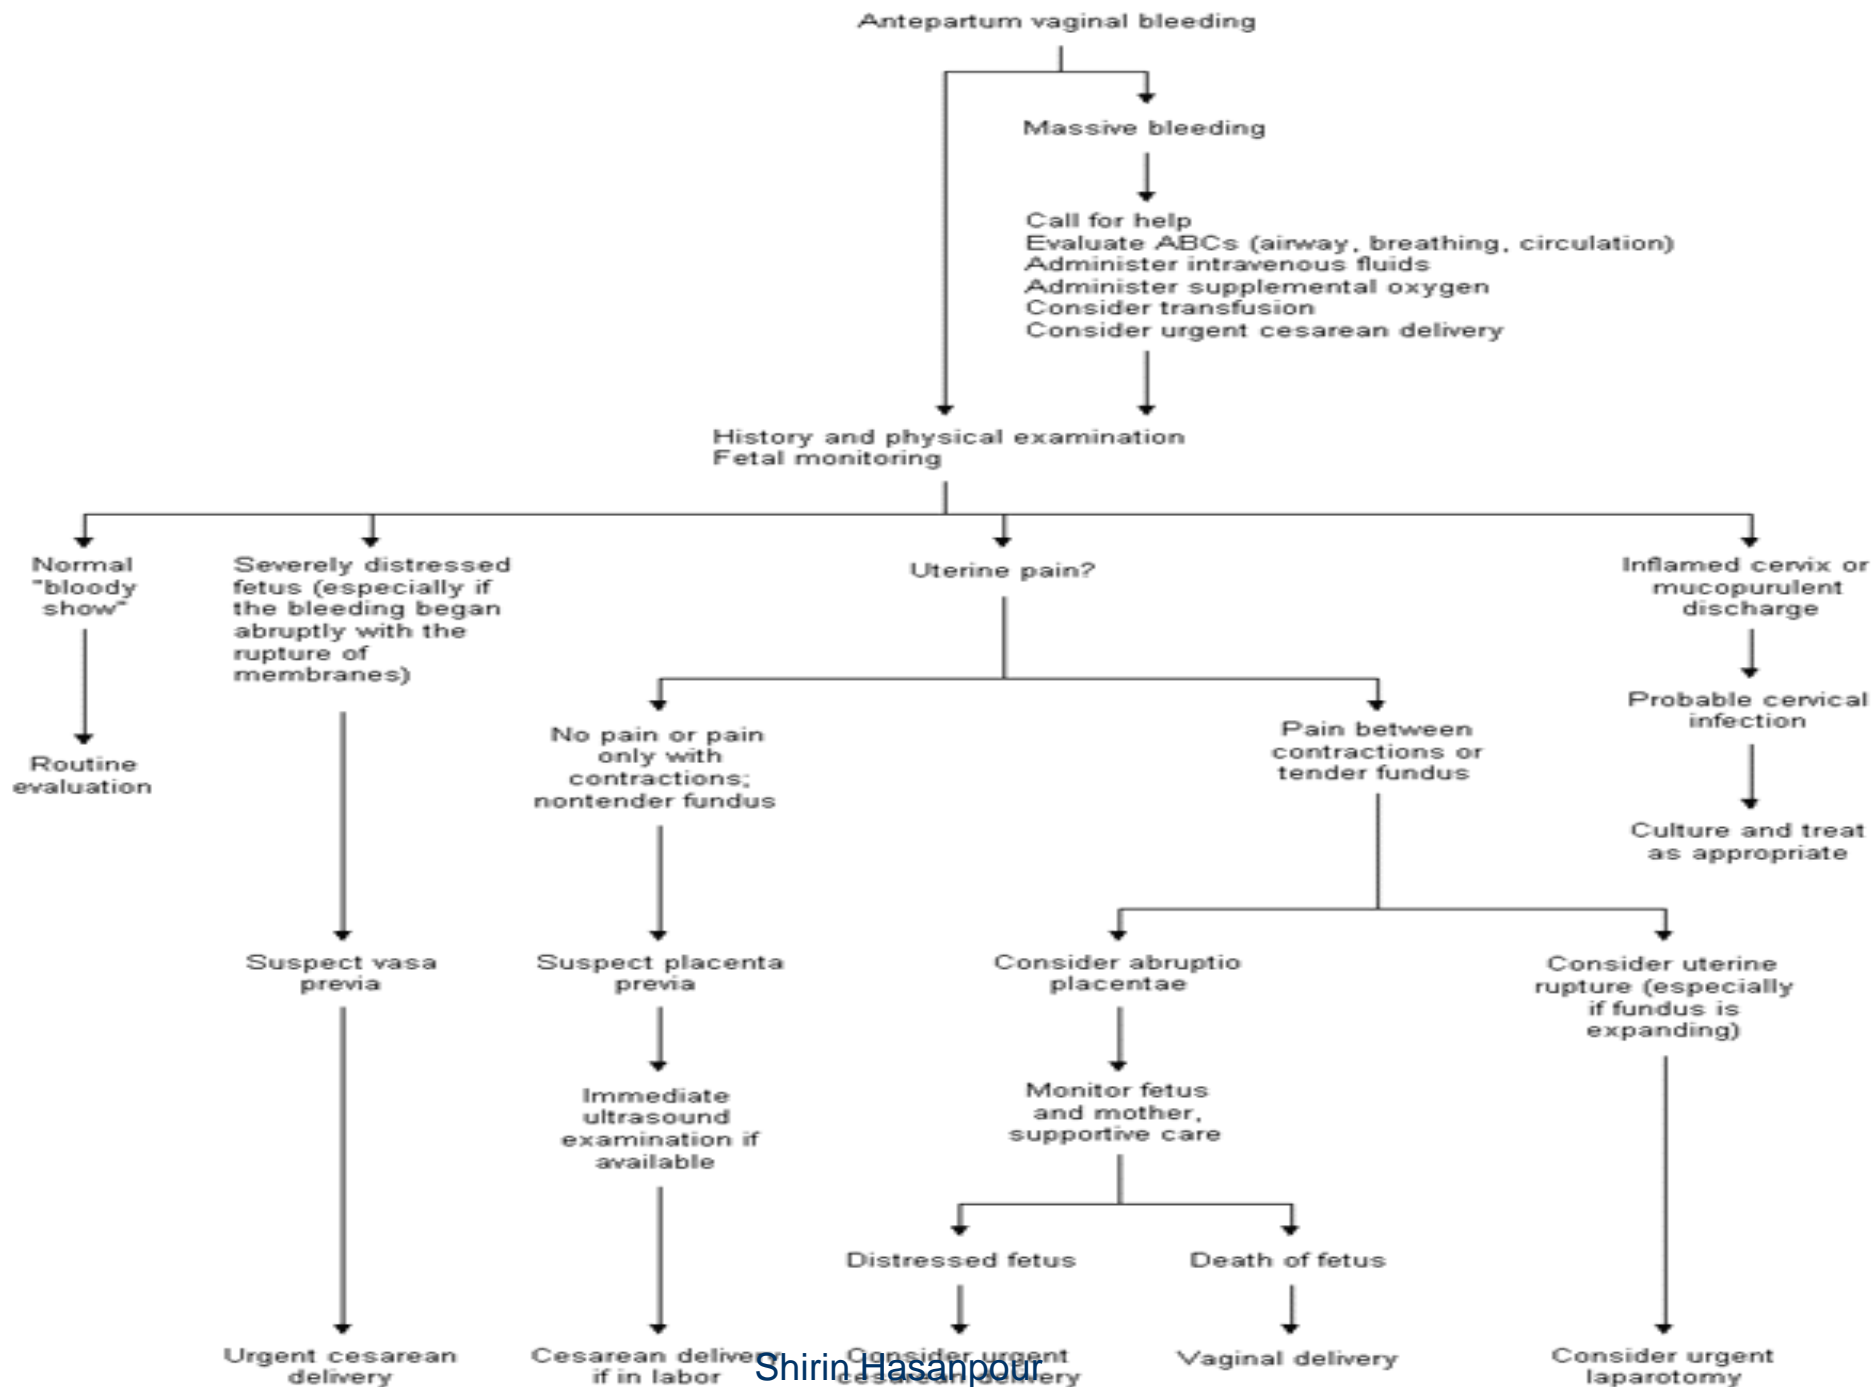 Antepartum vaginal bleeding
Massive bleeding
Call for help
Evaluate ABCs (airway, breathing, circulation)
Administer intravenous fluids
Administer supplemental oxygen
Consider transfusion
Consider urgent cesarean delivery
History and physical examination
Fetal monitoring
Normal
"bloody
show"
Routine
evaluation
Severely distressed
fetus (especially if
the bleeding began
abruptly with the
rupture of
membranes)
Suspect vasa
previa
Urgent cesarean
delivery
Uterine pain?
No pain or pain
only with
contractions;
nontender fundus
Suspect placenta
previa
Immediate
ultrasound
examination if
available
Cesarean delivery
if in labor
Pain between
contractions or
tender fundus
Consider abruptio
placentae
Monitor fetus
and mother,
supportive care
Distressed fetus
Consider urgent
cesarean delivery
Death of fetus
Vaginal delivery
Consider uterine
rupture (especially
if fundus is
expanding)
Consider urgent
laparotomy
Inflamed cervix or
mucopurulent
discharge
Probable cervical
infection
Culture and treat
as appropriate
Shirin Hasanpour